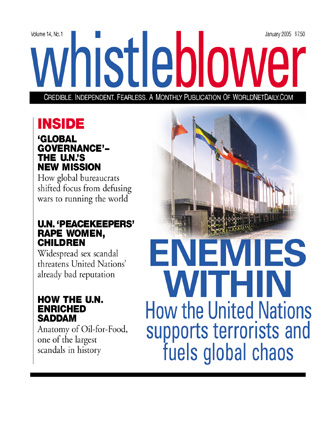 Volume 14, No.1 January 2005 $7.50
whistleblower
CREDIBLE. INDEPENDENT. FEARLESS. A MONTHLY PUBLICATION OF WORLDNETDAILY.COM
INSIDE
‘GLOBAL
GOVERNANCE’–
THE U.N.’S
NEW MISSION
How global bureaucrats
shifted focus from defusing
wars to running the world
U.N. ‘PEACEKEEPERS’
RAPE WOMEN,
CHILDREN
Widespread sex scandal
threatens United Nations’
already bad reputation
HOW THE U.N.
ENRICHED
SADDAM
Anatomy of Oil-for-Food,
one of the largest
scandals in history
ENEMIES
WITHIN
How the United Nations
supports terrorists and
fuels global chaos